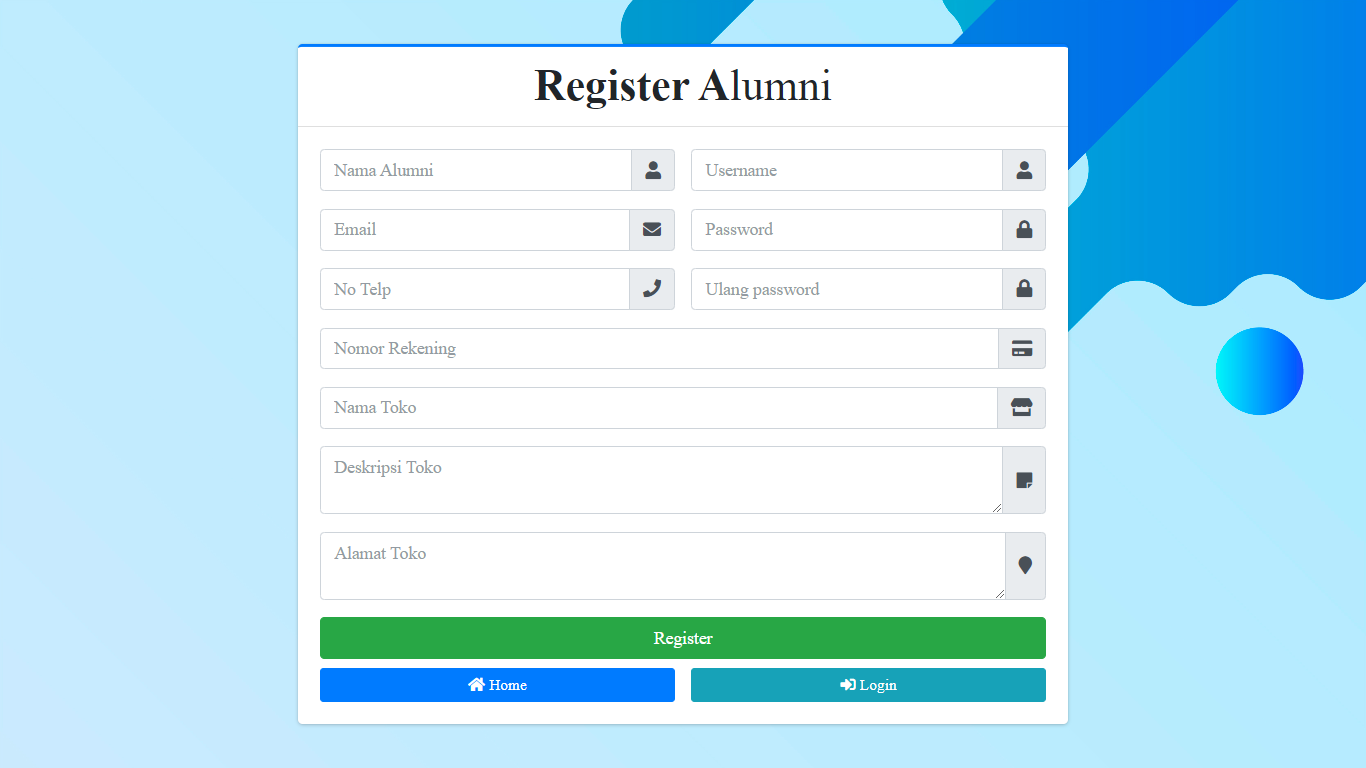 Register Alumni
Nama Alumni
Username
Email
Password
No Telp
Ulang password
Nomor Rekening
Nama Toko
Deskripsi Toko
Alamat Toko
Register
Home
Login